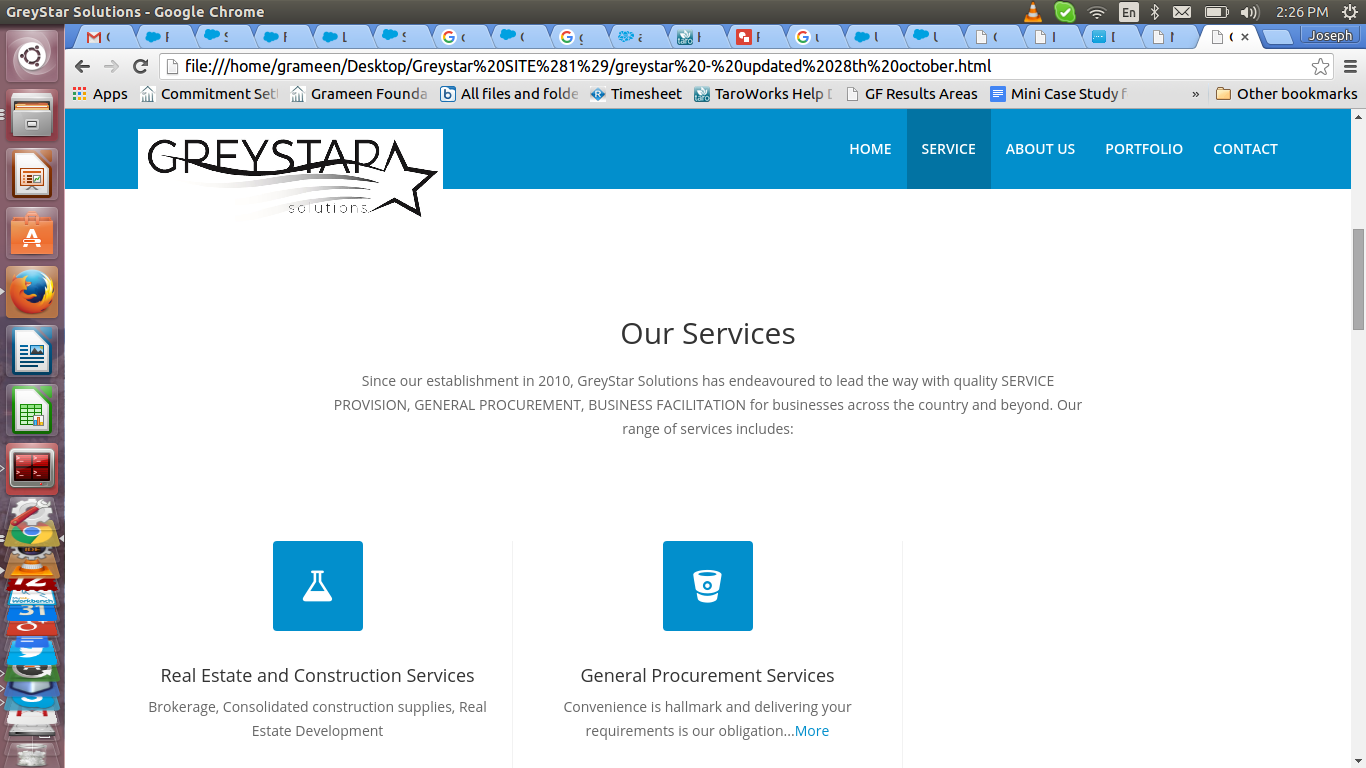 GreyStar Solutions - Google Chrome
En
2:26 PM
Joseph
file:///home/grameen/Desktop/Greystar%20SITE%281%29/greystar%20-%20updated%2028th%20october.html
Apps
Commitment Set
Grameen Founda
All files and folde
Timesheet
TaroWorks Help D
GF Results Areas
Mini Case Study f
»
Other bookmarks
GREYSTAR
solutions
HOME
SERVICE
ABOUT US
PORTFOLIO
CONTACT
Our Services
Since our establishment in 2010, GreyStar Solutions has endeavoured to lead the way with quality SERVICE
PROVISION, GENERAL PROCUREMENT, BUSINESS FACILITATION for businesses across the country and beyond. Our
range of services includes:
Real Estate and Construction Services
Brokerage, Consolidated construction supplies, Real
Estate Development
General Procurement Services
Convenience is hallmark and delivering your
requirements is our obligation...More